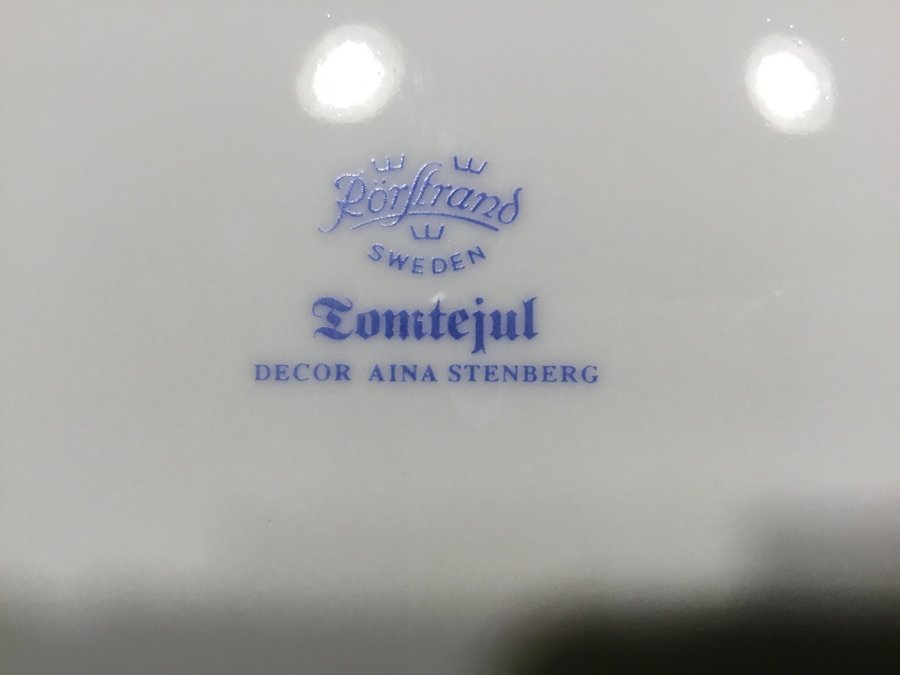 Rörstrand
SWEDEN
Tomtejul
DECOR AINA STENBERG